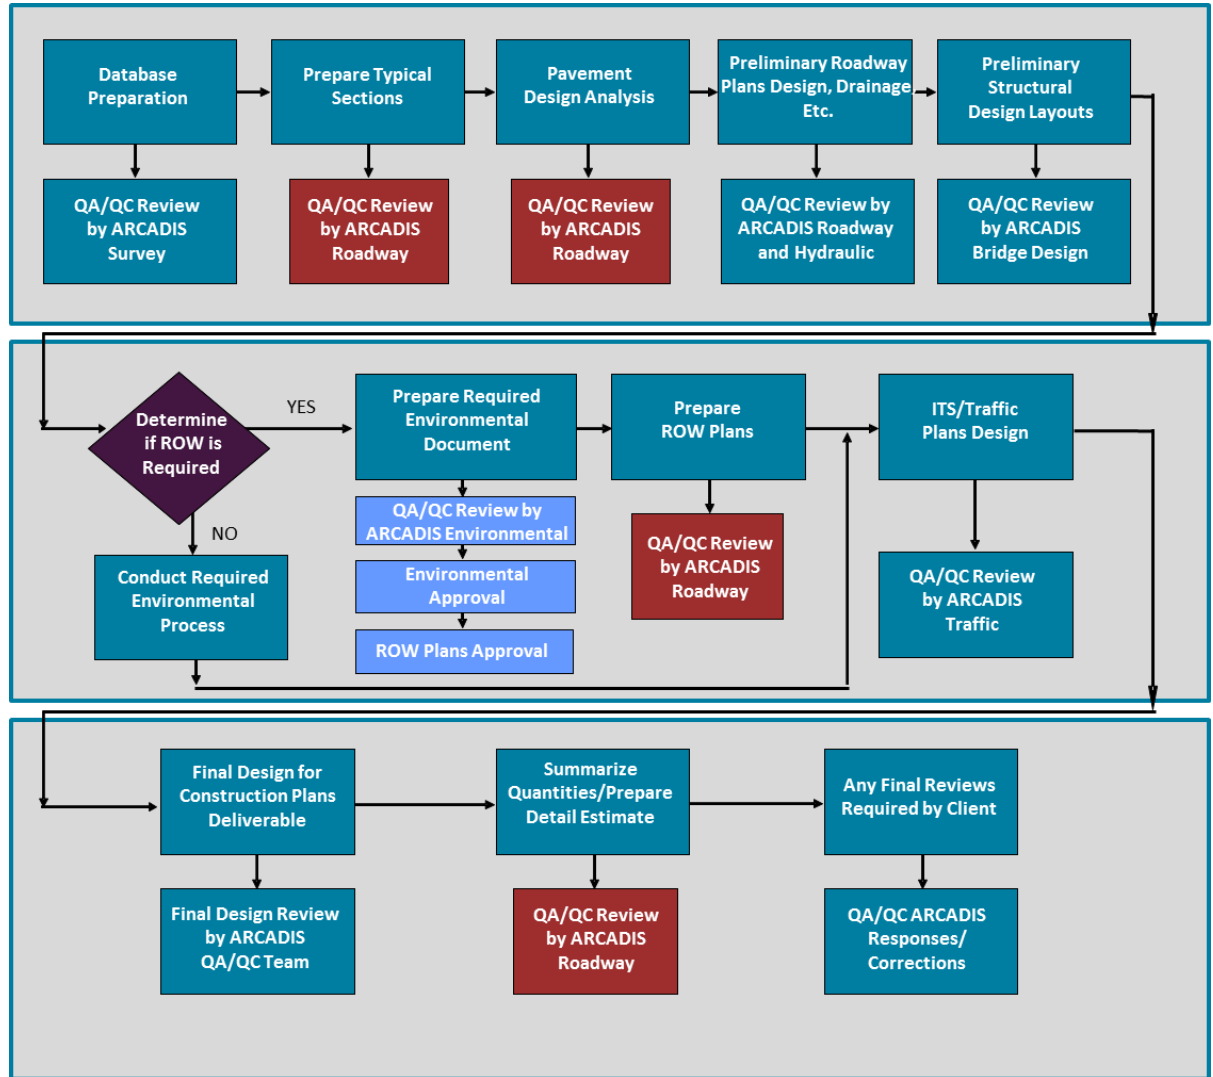 Database
Preparation
Prepare Typical
Sections
Pavement
Design Analysis
Preliminary Roadway
Plans Design, Drainage,
Etc.
Preliminary
Structural
Design Layouts
QA/QC Review
by ARCADIS
Survey
QA/QC Review
by ARCADIS
Roadway
QA/QC Review
by ARCADIS
Roadway
QA/QC Review by
ARCADIS Roadway
and Hydraulic
QA/QC Review
by ARCADIS
Bridge Design
Determine
if ROW is
Required
YES
NO
Conduct Required
Environmental
Process
Prepare Required
Environmental
Document
QA/QC Review by
ARCADIS Environmental
Environmental
Approval
ROW Plans Approval
Prepare
ROW Plans
QA/QC Review
by ARCADIS
Roadway
ITS/Traffic
Plans Design
QA/QC Review
by ARCADIS
Traffic
Final Design for
Construction Plans
Deliverable
Summarize
Quantities/Prepare
Detail Estimate
Any Final Reviews
Required by Client
Final Design Review
by ARCADIS
QA/QC Team
QA/QC Review
by ARCADIS
Roadway
QA/QC ARCADIS
Responses/
Corrections